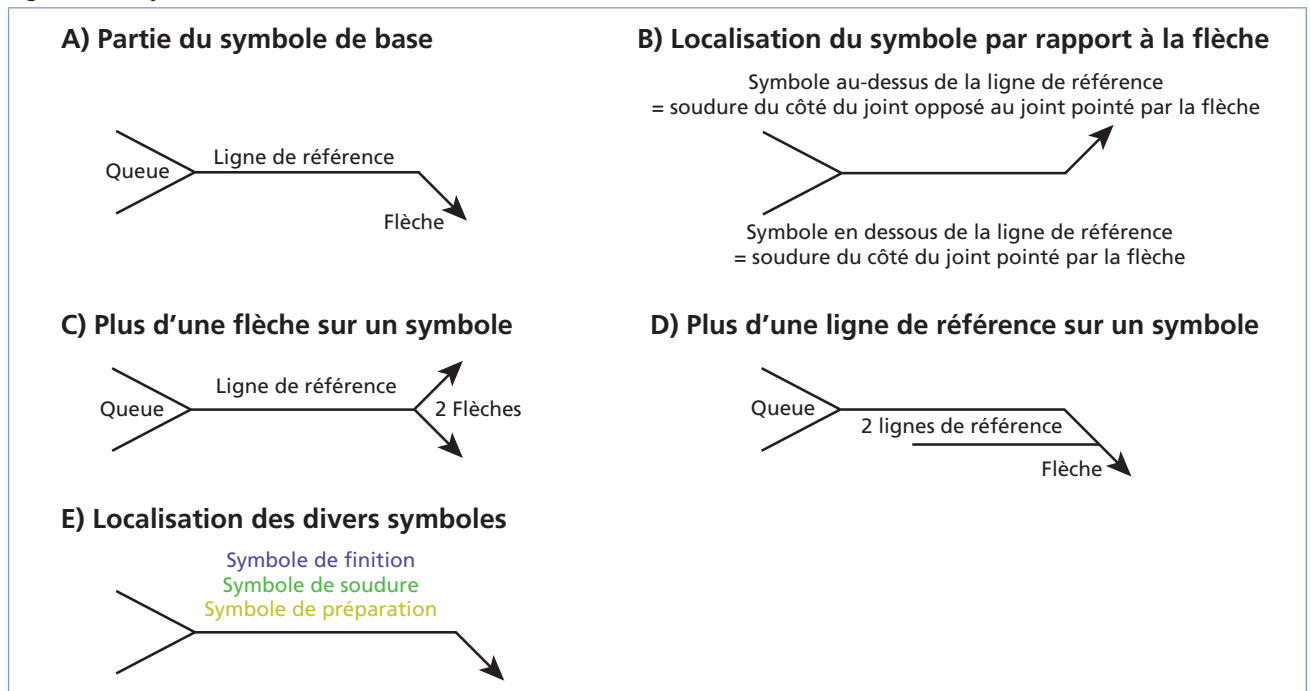 A) Partie du symbole de base
Queue
Ligne de référence
Flèche
B) Localisation du symbole par rapport à la flèche
Symbole au-dessus de la ligne de référence
= soudure du côté du joint opposé au joint pointé par la flèche
Symbole en dessous de la ligne de référence
= soudure du côté du joint pointé par la flèche
C) Plus d'une flèche sur un symbole
Ligne de référence
Queue
2 Flèches
D) Plus d'une ligne de référence sur un symbole
Queue
2 lignes de référence
Flèche
E) Localisation des divers symboles
Symbole de finition
Symbole de soudure
Symbole de préparation